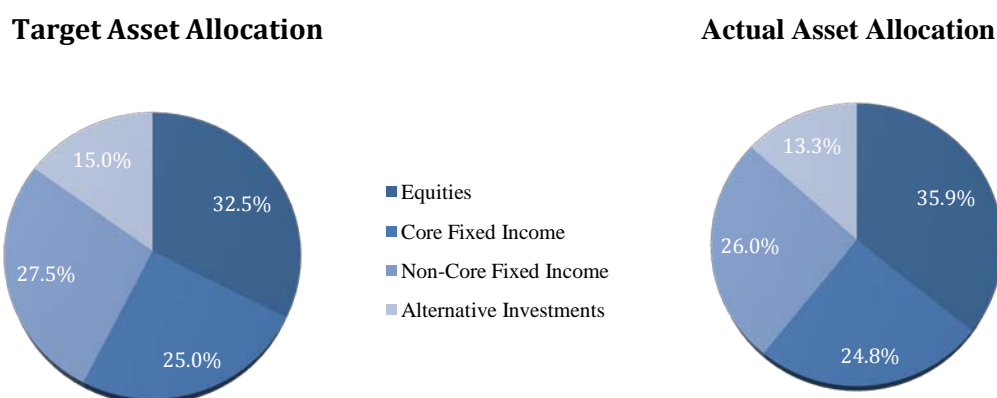 Target Asset Allocation
Actual Asset Allocation
15.0%
32.5%
27.5%
25.0%
Equities
Core Fixed Income
Non-Core Fixed Income
Alternative Investments
13.3%
35.9%
26.0%
24.8%